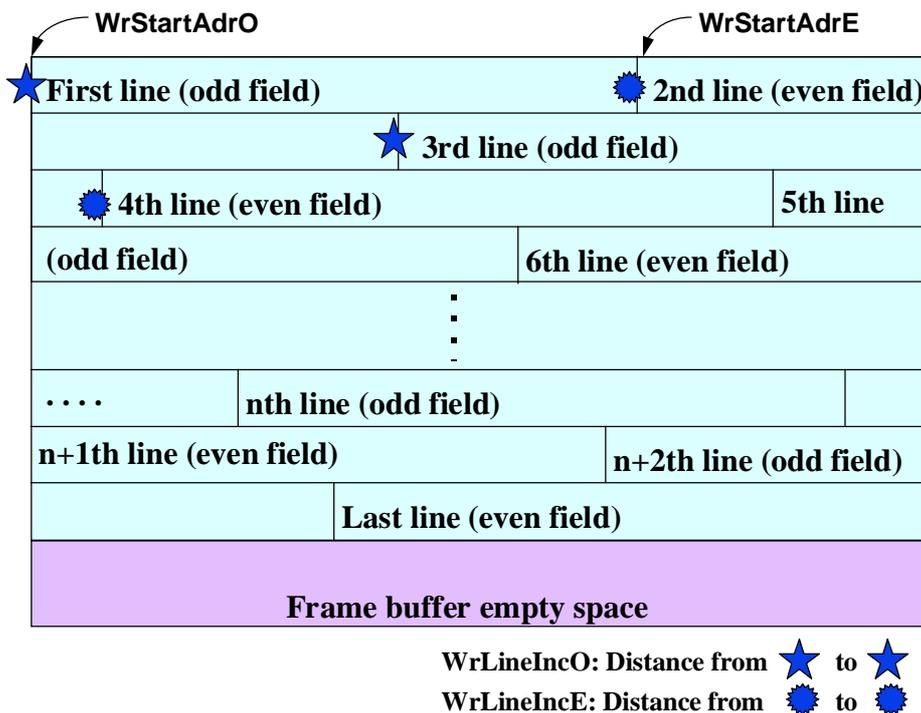 WrStartAdrO WrStartAdrE
First line (odd field) 2nd line (even field)
3rd line (odd field)
4th line (even field) 5th line
(odd field) 6th line (even field)
. . . . nth line (odd field)
n+1th line (even field) n+2th line (odd field)
Last line (even field)
Frame buffer empty space
WrLineIncO: Distance from to
WrLineIncE: Distance from to